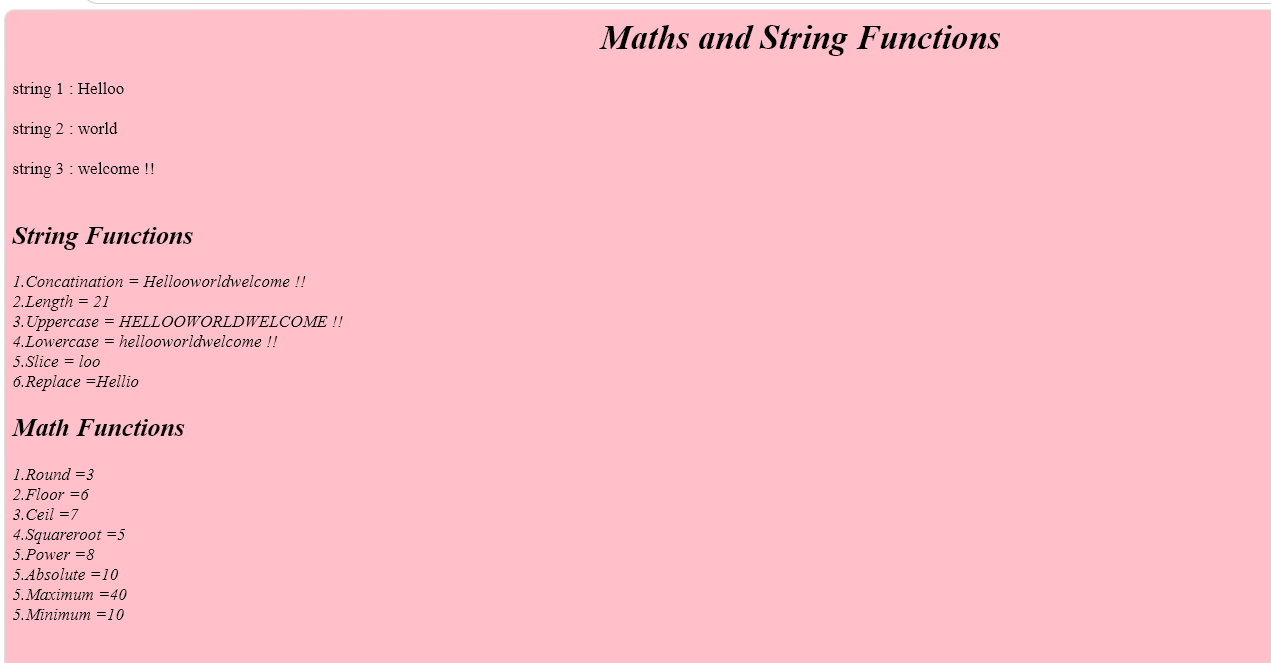 Maths and String Functions
string 1 : Helloo
string 2 : world
string 3 : welcome !!
String Functions
1.Concatination = Hellooworldwelcome !!
2.Length = 21
3.Uppercase = HELLOOWORLDWELCOME !!
4.Lowercase = hellooworldwelcome !!
5.Slice = loo
6.Replace =Hellio
Math Functions
1.Round =3
2.Floor =6
3.Ceil =7
4.Squareroot =5
5.Power =8
5.Absolute =10
5.Maximum =40
5.Minimum =10